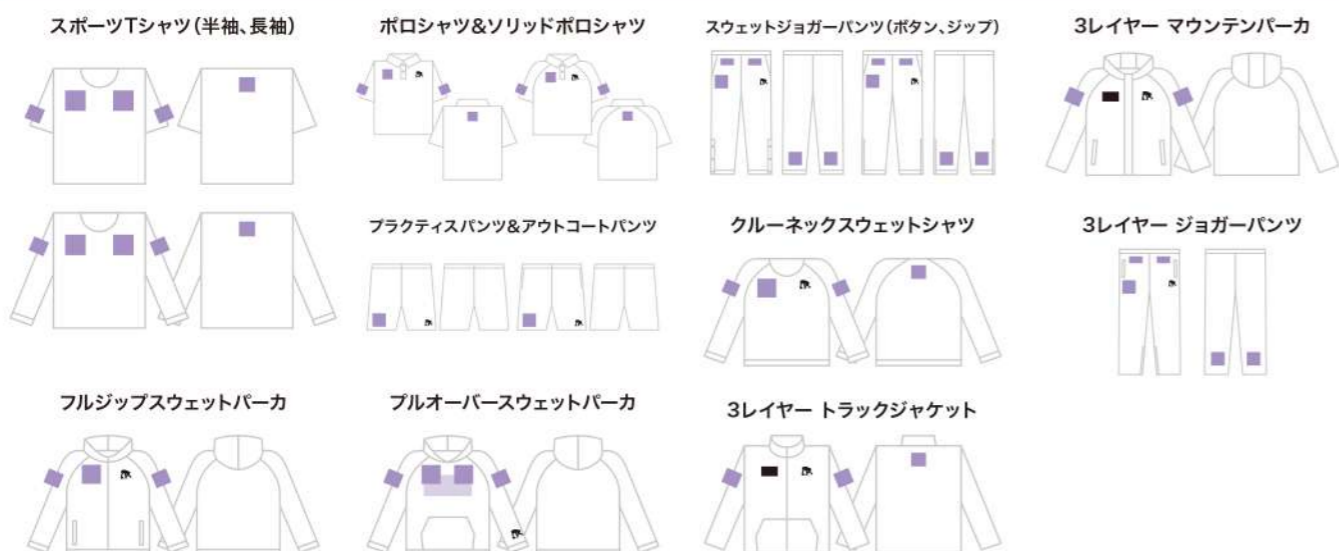 スポーツTシャツ(半袖、長袖)
ポロシャツ&ソリッドポロシャツ
スウェットジョガーパンツ(ボタン、ジップ)
3レイヤー マウンテンパーカ
プラクティスパンツ&アウトコートパンツ
クルーネックスウェットシャツ
3レイヤー ジョガーパンツ
フルジップスウェットパーカ
プルオーバースウェットパーカ
3レイヤー トラックジャケット